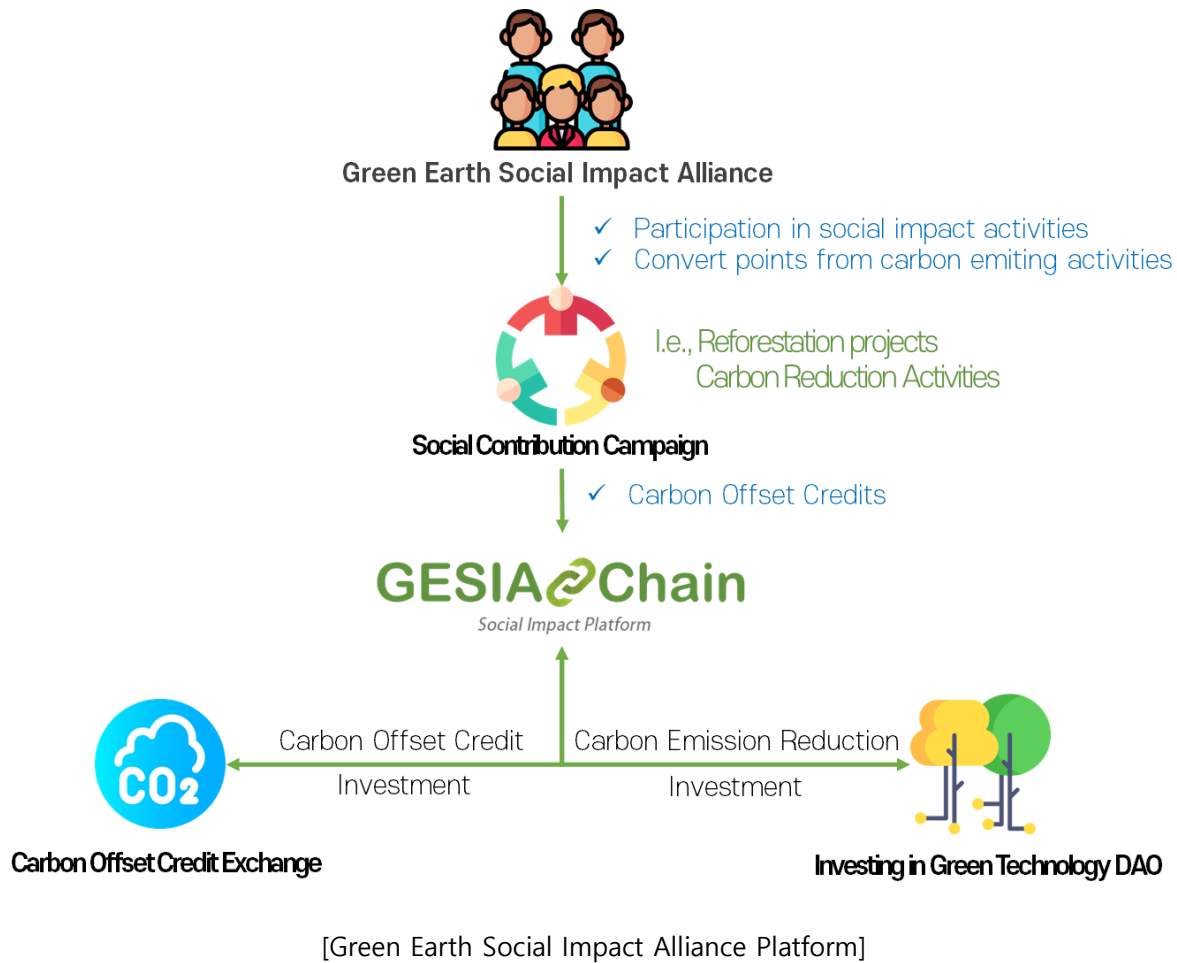 Green Earth Social Impact Alliance
✓ Participation in social impact activities
✓ Convert points from carbon emiting activities
I.e., Reforestation projects
Carbon Reduction Activities
Social Contribution Campaign
✓ Carbon Offset Credits
GESIA Chain
Social Impact Platform
Carbon Offset Credit
Investment
Carbon Emission Reduction
Investment
CO2
Carbon Offset Credit Exchange
Investing in Green Technology DAO
[Green Earth Social Impact Alliance Platform]